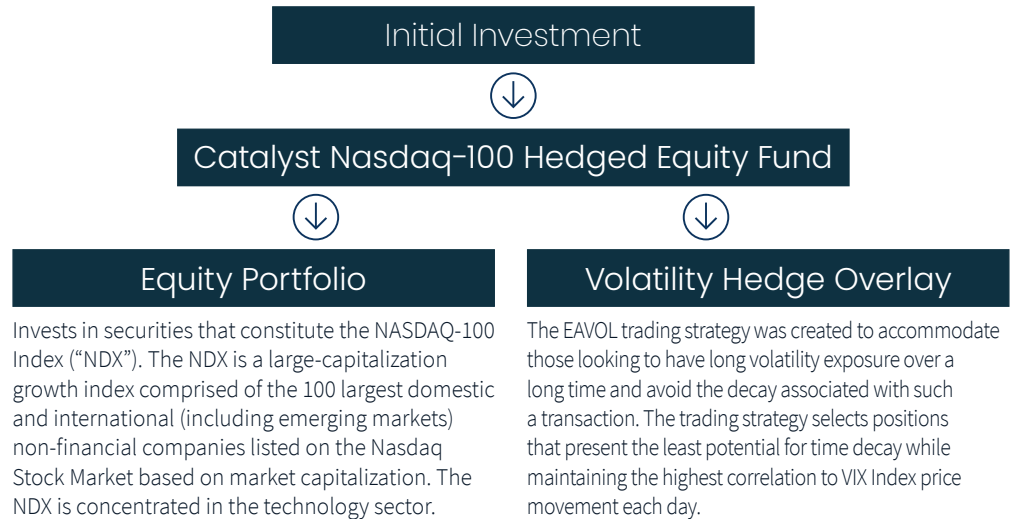 Initial Investment
Catalyst Nasdaq-100 Hedged Equity Fund
Equity Portfolio
Invests in securities that constitute the NASDAQ-100
Index (“NDX”). The NDX is a large-capitalization
growth index comprised of the 100 largest domestic
and international (including emerging markets)
non-financial companies listed on the Nasdaq
Stock Market based on market capitalization. The
NDX is concentrated in the technology sector.
Volatility Hedge Overlay
The EAVOL trading strategy was created to accommodate
those looking to have long volatility exposure over a
long time and avoid the decay associated with such
a transaction. The trading strategy selects positions
that present the least potential for time decay while
maintaining the highest correlation to VIX Index price
movement each day.